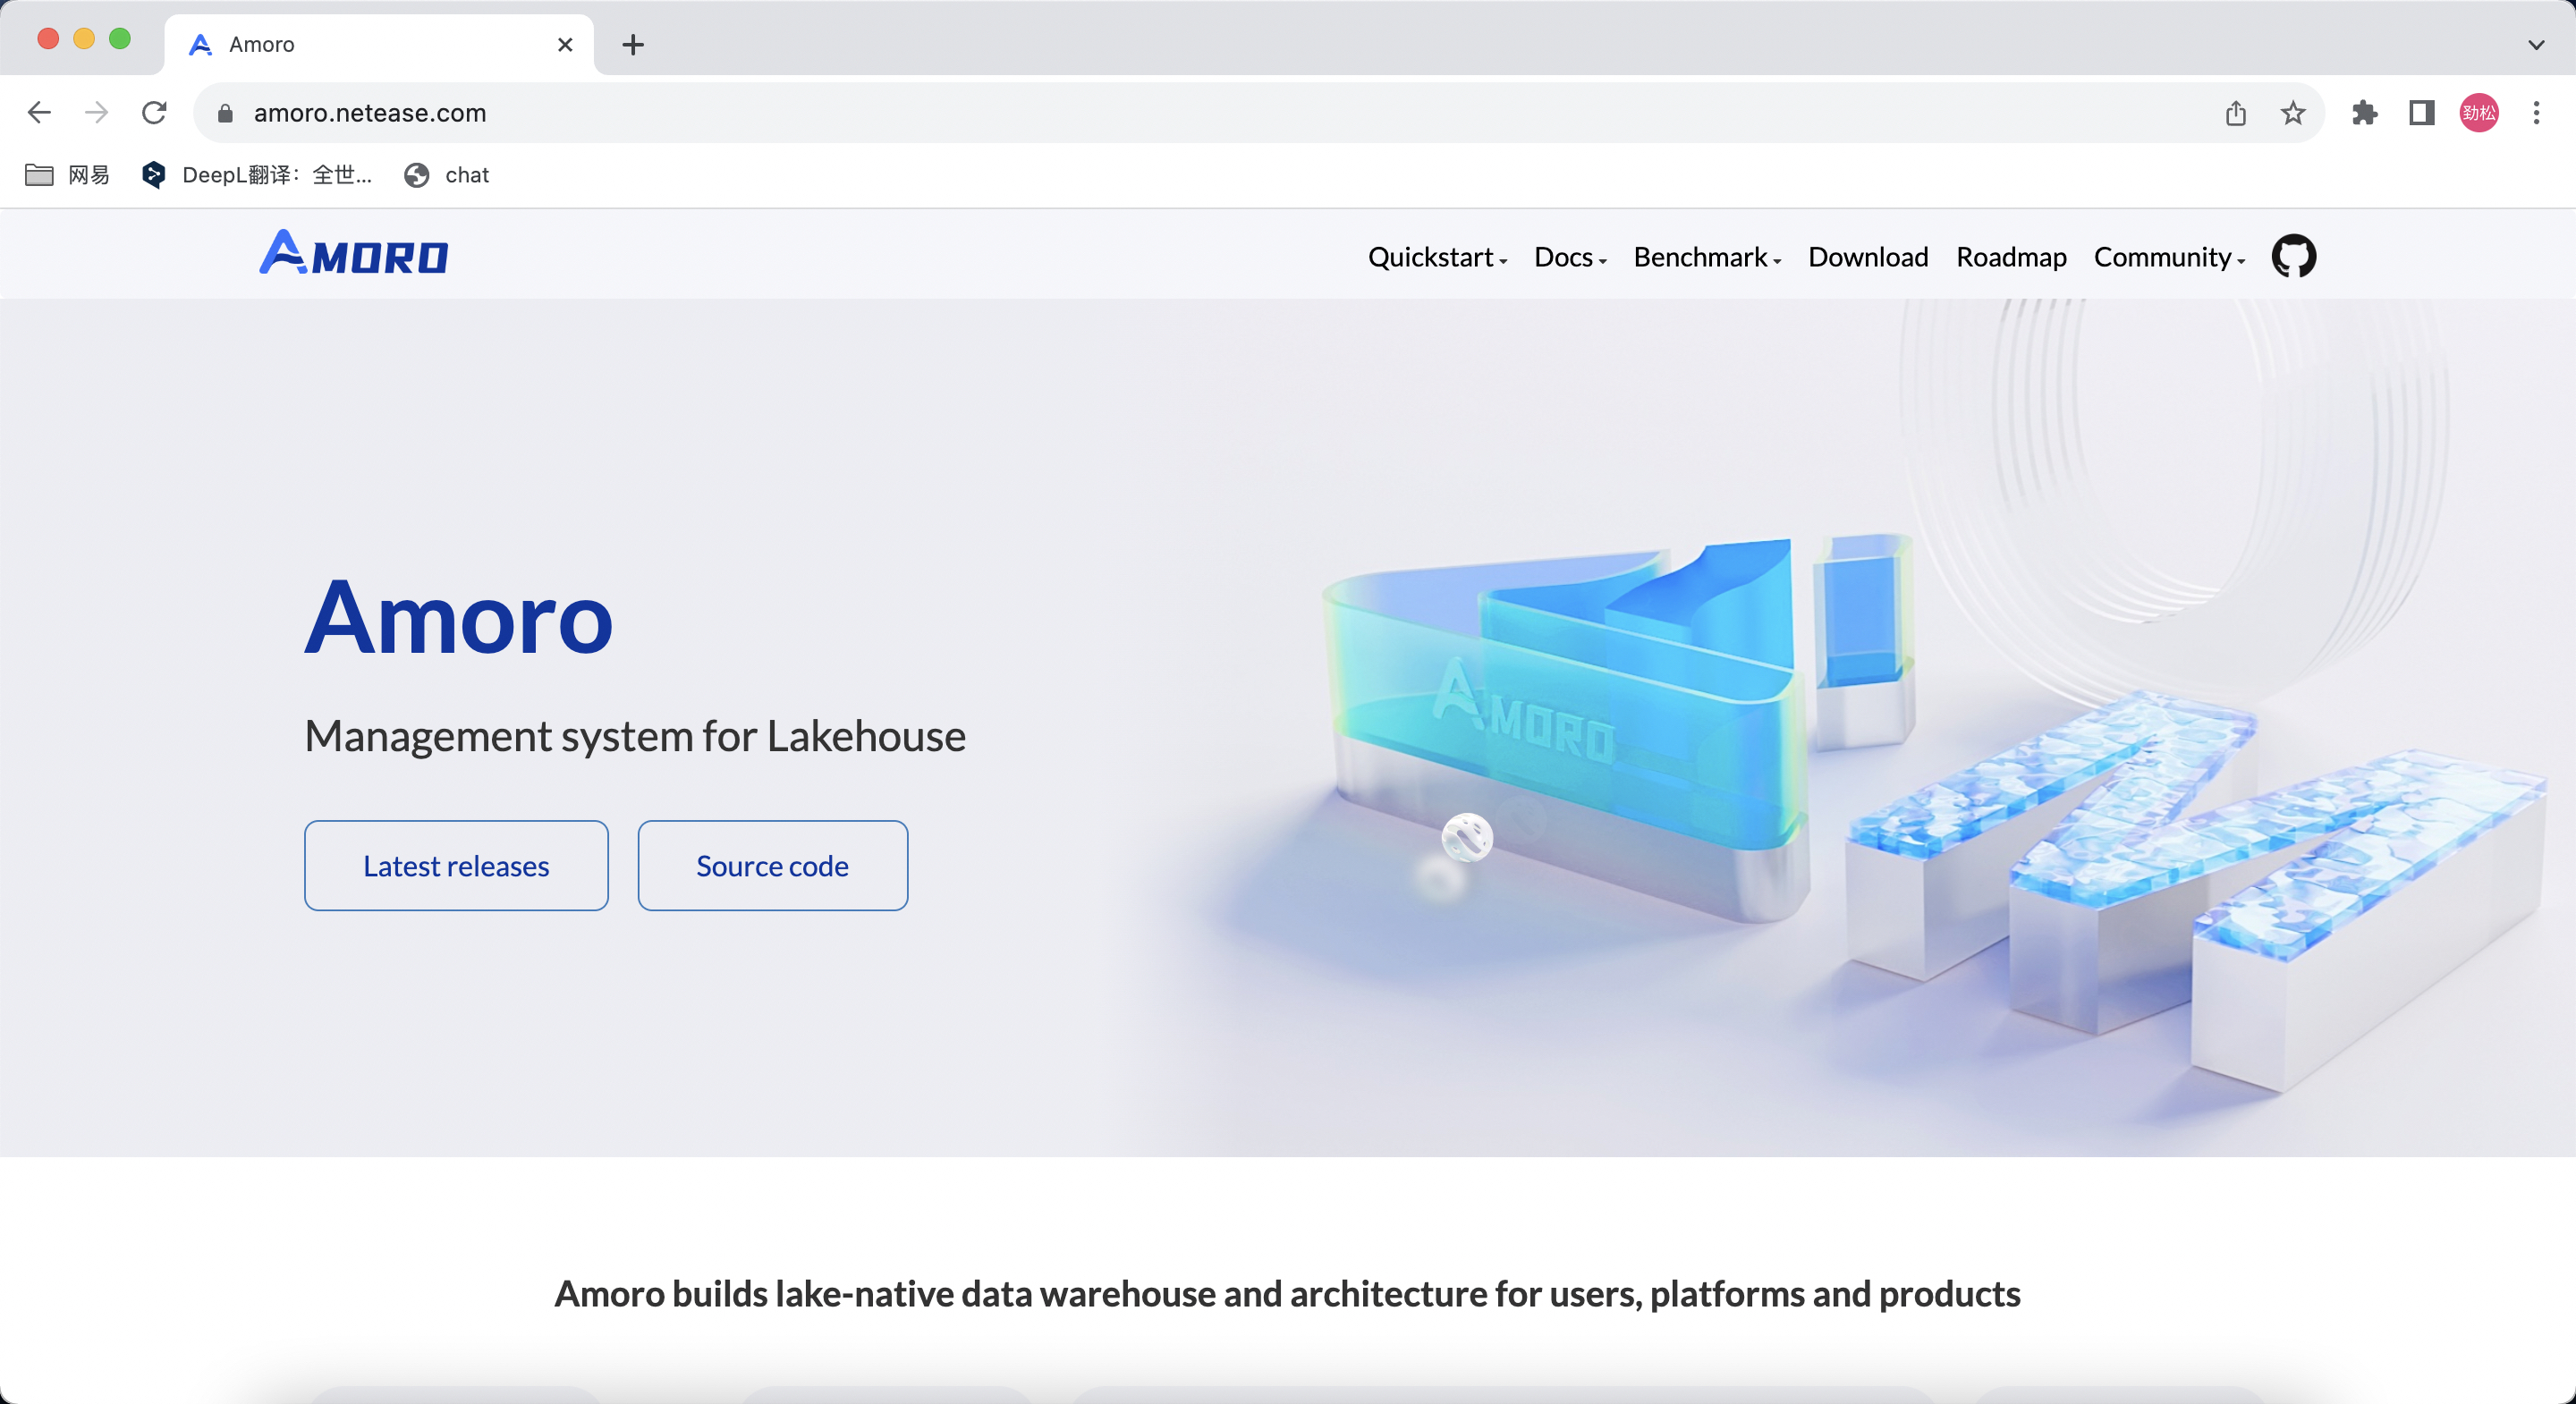 Amoro
amoro.netease.com
劲松
网易 DeepL翻译：全世... chat
AMORO Quickstart Docs Benchmark Download Roadmap Community
Amoro
Management system for Lakehouse
AMORO
Latest releases Source code
Amoro builds lake-native data warehouse and architecture for users, platforms and products